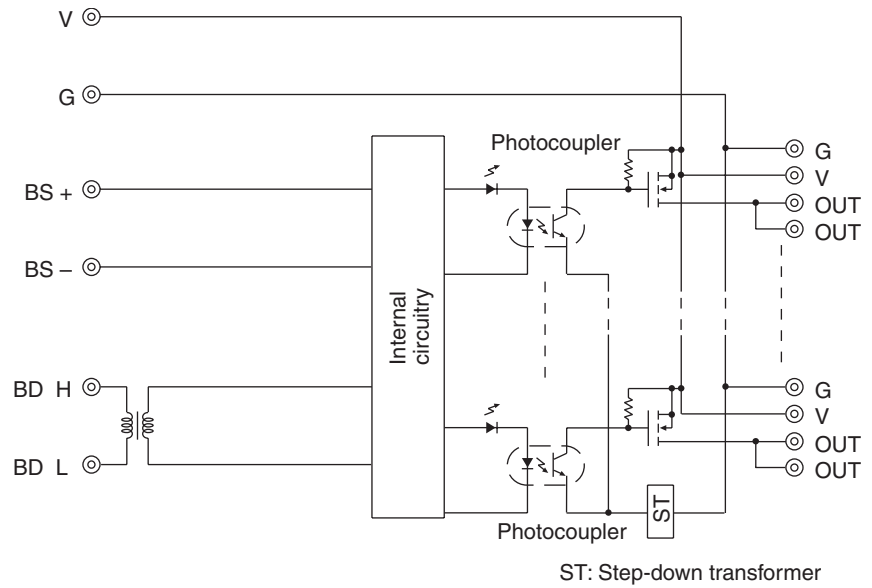 V
G
Photocoupler
G
V
BS +
OUT
OUT
BS –
Internal
circuitry
BD H
G
V
OUT
BD L
OUT
ST
Photocoupler
ST: Step-down transformer